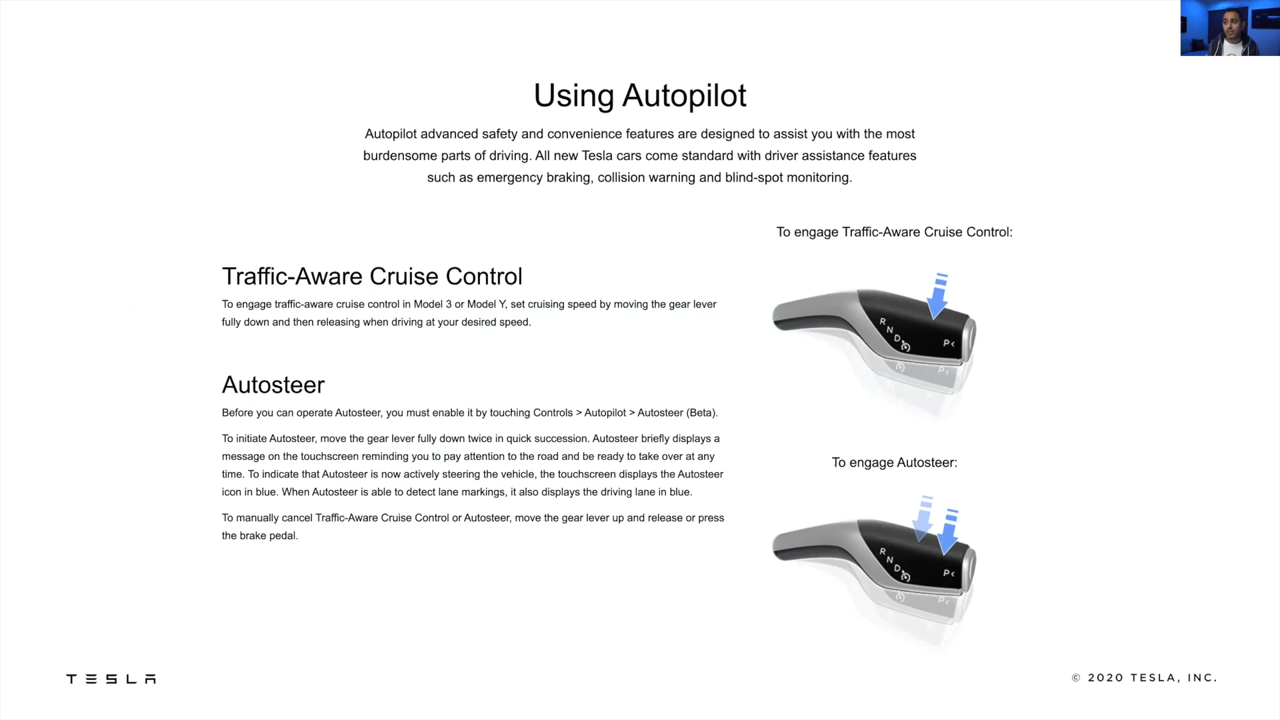 Using Autopilot
Autopilot advanced safety and convenience features are designed to assist you with the most
burdensome parts of driving. All new Tesla cars come standard with driver assistance features
such as emergency braking, collision warning and blind-spot monitoring.
Traffic-Aware Cruise Control
To engage traffic-aware cruise control in Model 3 or Model Y, set cruising speed by moving the gear lever
fully down and then releasing when driving at your desired speed.
Autosteer
Before you can operate Autosteer, you must enable it by touching Controls > Autopilot > Autosteer (Beta).
To initiate Autosteer, move the gear lever fully down twice in quick succession. Autosteer briefly displays a
message on the touchscreen reminding you to pay attention to the road and be ready to take over at any
time. To indicate that Autosteer is now actively steering the vehicle, the touchscreen displays the Autosteer
icon in blue. When Autosteer is able to detect lane markings, it also displays the driving lane in blue.
To manually cancel Traffic-Aware Cruise Control or Autosteer, move the gear lever up and release or press
the brake pedal.
To engage Traffic-Aware Cruise Control:
R
N
D
P
To engage Autosteer:
R
N
D
P
TESLA
© 2020 TESLA, INC.